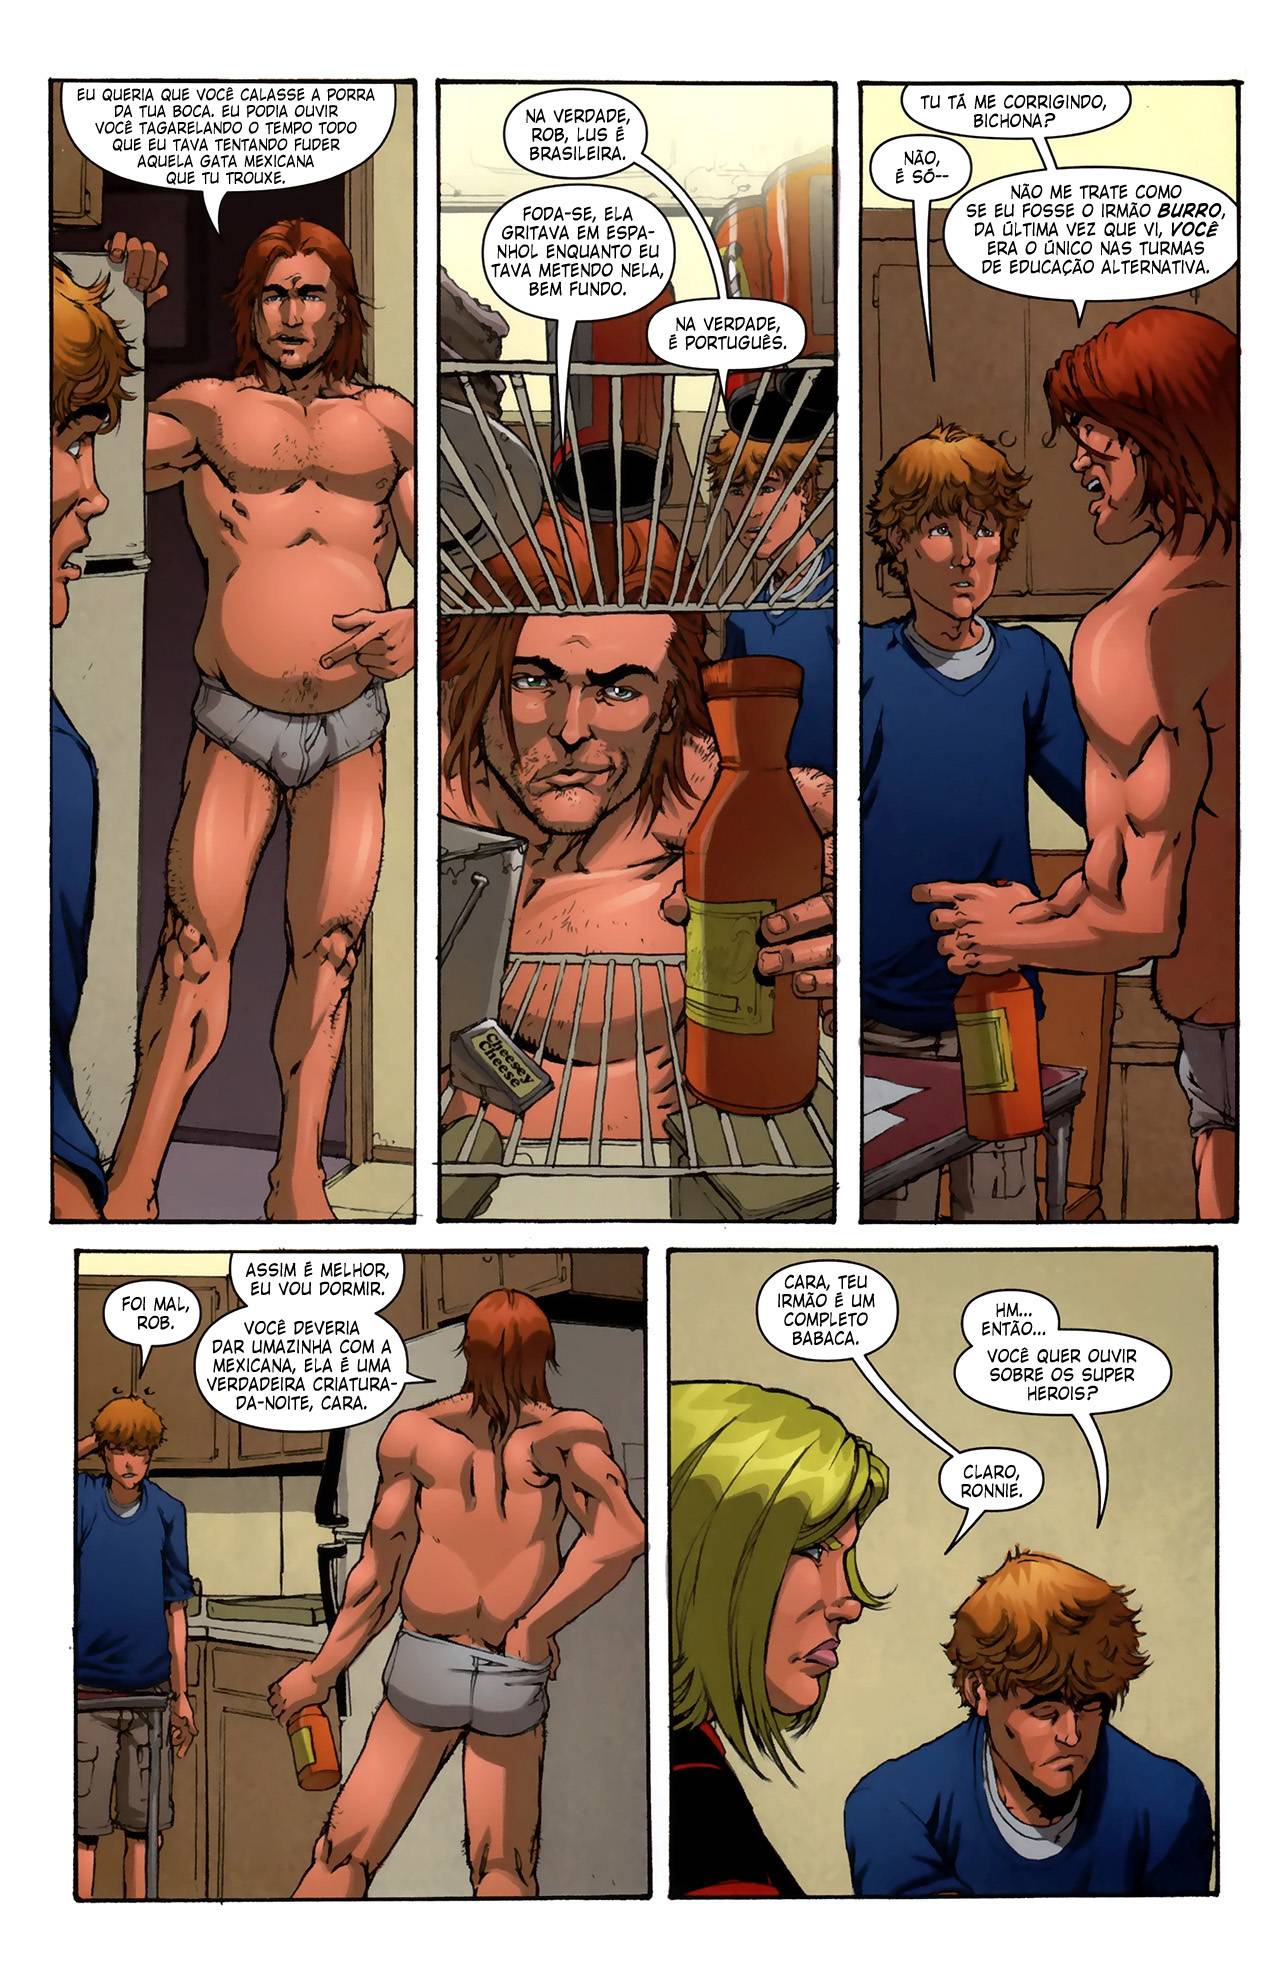 EU QUERIA QUE VOCÊ CALASSE A PORRA
DA TUA BOCA. EU PODIA OUVIR
VOCÊ TAGARELANDO O TEMPO TODO
QUE EU TAVA TENTANDO FUDER
AQUELA GATA MEXICANA
QUE TU TROUXE.
NA VERDADE,
ROB, LUS É
BRASILEIRA.
FODA-SE, ELA
GRITAVA EM ESPA-
NHOL ENQUANTO EU
TAVA METENDO NELA,
BEM FUNDO.
NA VERDADE,
É PORTUGUÊS.
Cheesey
Cheese
TU TÁ ME CORRIGINDO,
BICHONA?
NÃO,
É SÓ--
NÃO ME TRATE COMO
SE EU FOSSE O IRMÃO BURRO,
DA ÚLTIMA VEZ QUE VI, VOCÊ
ERA O ÚNICO NAS TURMAS
DE EDUCAÇÃO ALTERNATIVA.
FOI MAL,
ROB.
ASSIM É MELHOR,
EU VOU DORMIR.
VOCÊ DEVERIA
DAR UMAZINHA COM A
MEXICANA, ELA É UMA
VERDADEIRA CRIATURA-
DA-NOITE, CARA.
CARA, TEU
IRMÃO É UM
COMPLETO
BABACA.
HM...
ENTÃO...
VOCÊ QUER OUVIR
SOBRE OS SUPER
HEROIS?
CLARO,
RONNIE.